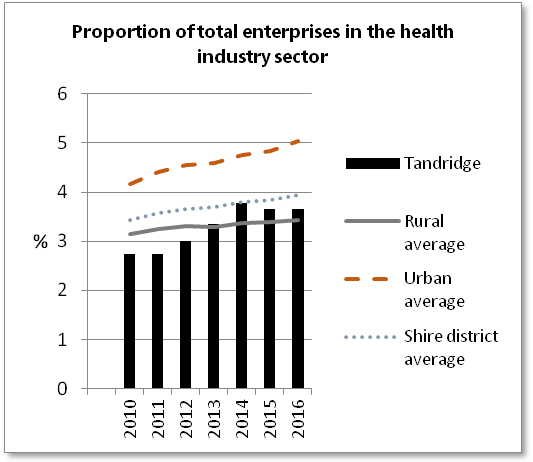 Proportion of total enterprises in the health
industry sector
6
5
4
3
2
1
0
%
2010
2011
2012
2013
2014
2015
2016
Tandridge
Rural
average
Urban
average
Shire district
average